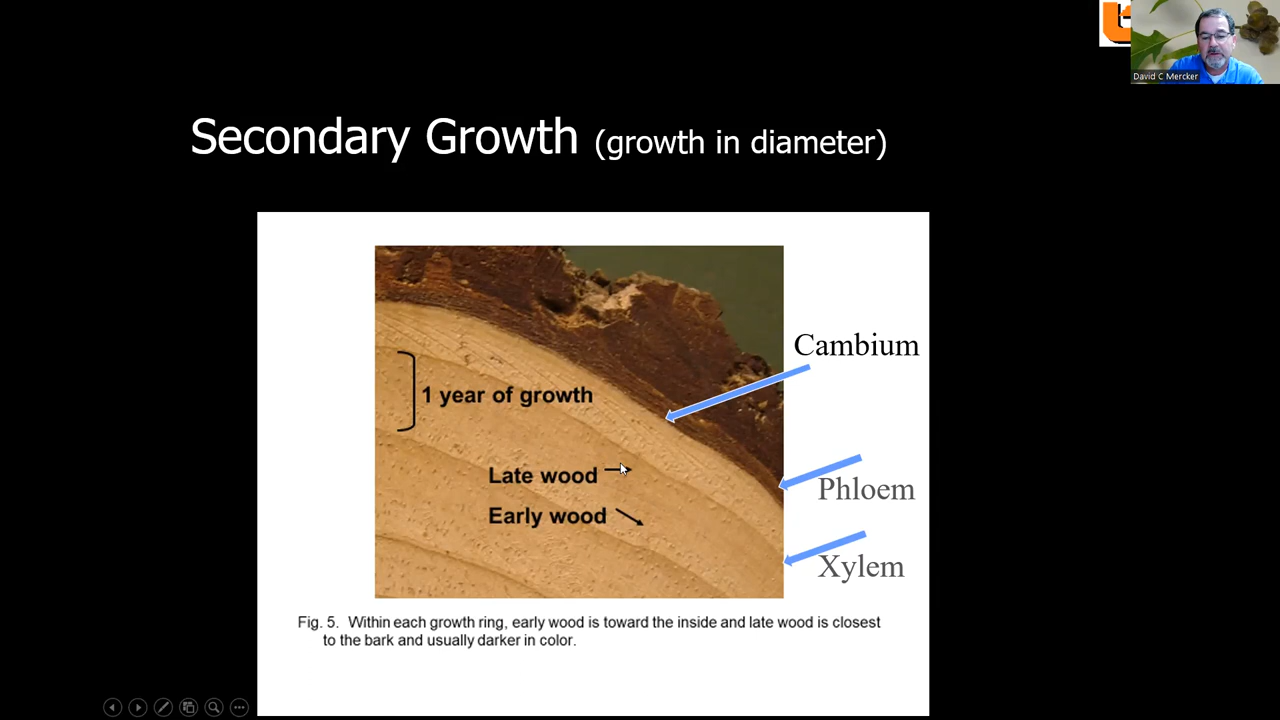 David C Mercker
Secondary Growth (growth in diameter)
Cambium
1 year of growth
Late wood
Phloem
Early wood
Xylem
Fig. 5. Within each growth ring, early wood is toward the inside and late wood is closest
to the bark and usually darker in color.